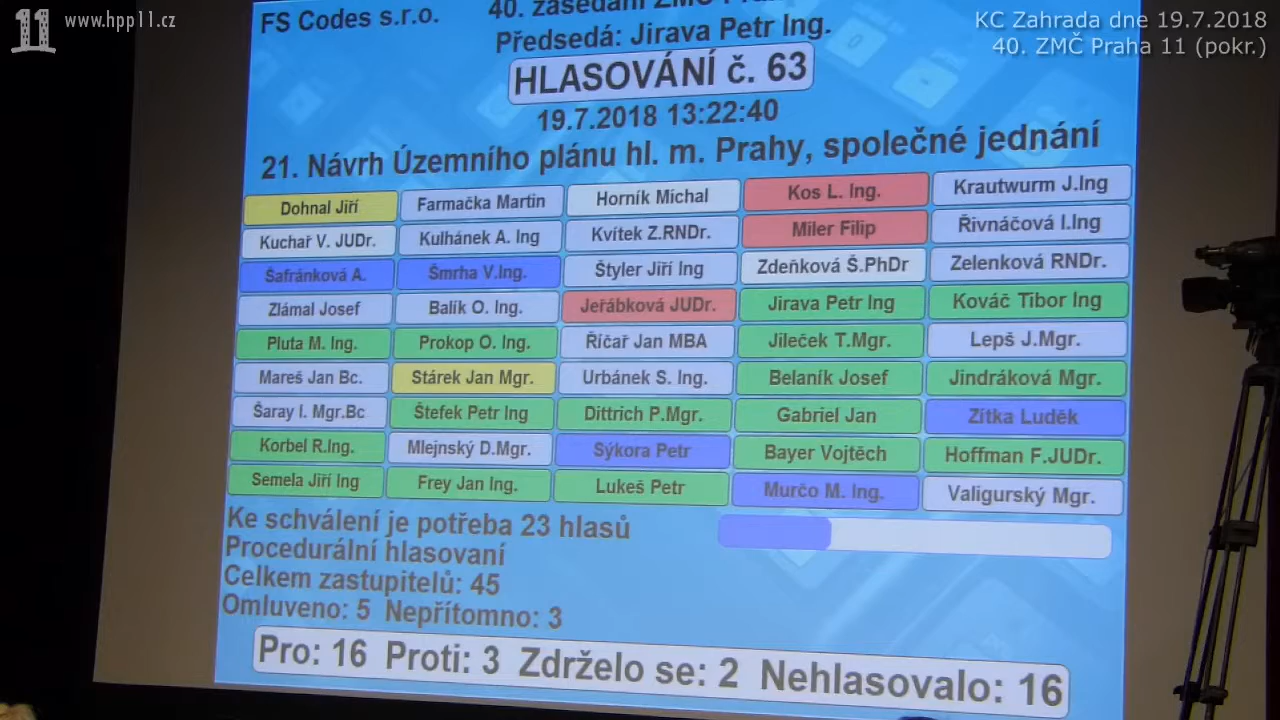 11 www.hpp11.cz
KC Zahrada dne 19.7.2018
40. ZMČ Praha 11 (pokr.)
FS Codes s.r.o.
40. zasedání ZMČ Prahy
Předsedá: Jirava Petr Ing.
HLASOVÁNÍ č. 63
19.7.2018 13:22:40
21. Návrh Územního plánu hl. m. Prahy, společné jednání
Dohnal Jiří Farmačka Martin Horník Michal Kos L. Ing. Krautwurm J.Ing
Kuchař V. JUDr. Kulhánek A. Ing Kvítek Z.RNDr. Miler Filip Řivnáčová I.Ing
Šafránková A. Šmrha V.Ing. Štyler Jiří Ing Zdeňková Š.PhDr Zelenková RNDr.
Zlámal Josef Balík O. Ing. Jeřábková JUDr. Jirava Petr Ing Kováč Tibor Ing
Pluta M. Ing. Prokop O. Ing. Říčař Jan MBA Jileček T.Mgr. Lepš J.Mgr.
Mareš Jan Bc. Stárek Jan Mgr. Urbánek S. Ing. Belaník Josef Jindráková Mgr.
Šaray I. Mgr.Bc Štefek Petr Ing Dittrich P.Mgr. Gabriel Jan Zítka Luděk
Korbel R.Ing. Mlejnský D.Mgr. Sýkora Petr Bayer Vojtěch Hoffman F.JUDr.
Semela Jiří Ing Frey Jan Ing. Lukeš Petr Murčo M. Ing. Valigurský Mgr.
Ke schválení je potřeba 23 hlasů
Procedurální hlasovaní
Celkem zastupitelů: 45
Omluveno: 5 Nepřítomno: 3
Pro: 16 Proti: 3 Zdrželo se: 2 Nehlasovalo: 16